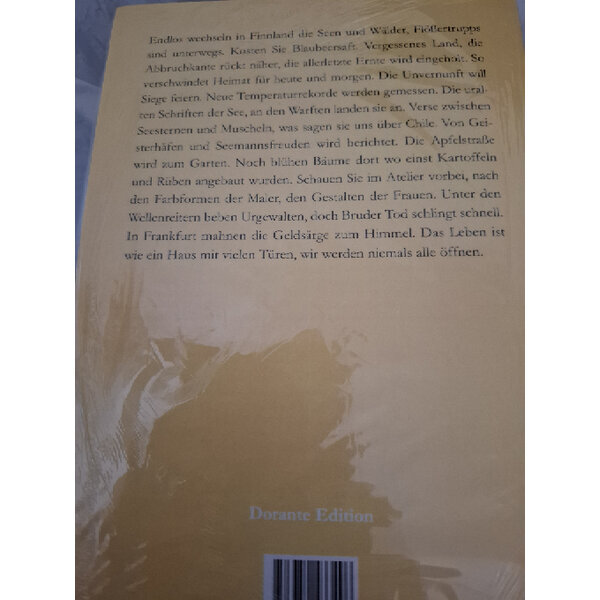 Endlos wechseln in Finnland die Seen und Wälder, Flößertrupps
sind unterwegs. Kosten Sie Blaubeersaft. Vergessenes Land, die
Abbruchkante rückt näher, die allerletzte Ernte wird eingeholt. So
verschwindet Heimat für heute und morgen. Die Unvernunft will
Siege feiern. Neue Temperaturrekorde werden gemessen. Die ural-
ten Schriften der See, an den Warften landen sie an. Verse zwischen
Seesternen und Muscheln, was sagen sie uns über Chile. Von Gei-
sterhäfen und Seemannsfreuden wird berichtet. Die Apfelstraße
wird zum Garten. Noch blühen Bäume dort wo einst Kartoffeln
und Rüben angebaut wurden. Schauen Sie im Atelier vorbei, nach
den Farbformen der Maler, den Gestalten der Frauen. Unter den
Wellenreitern beben Urgewalten, doch Bruder Tod schlingt schnell.
In Frankfurt mahnen die Geldsärge zum Himmel. Das Leben ist
wie ein Haus mit vielen Türen, wir werden niemals alle öffnen.
Dorante Edition